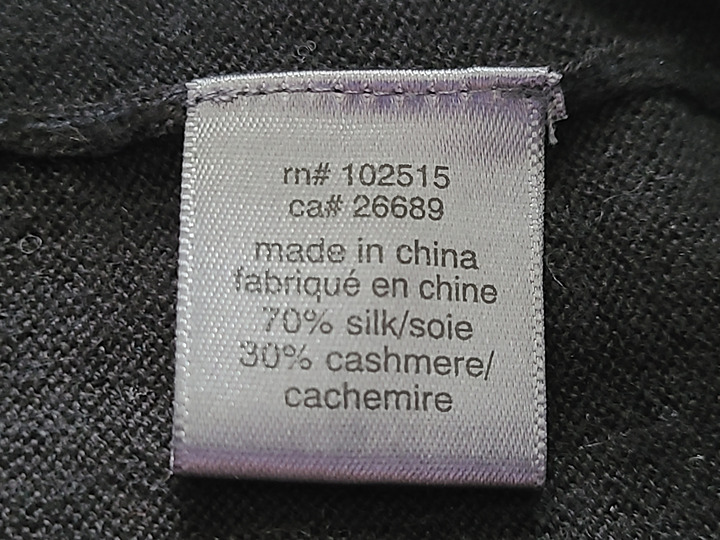 rn# 102515
ca# 26689
made in china
fabriqué en chine
70% silk/soie
30% cashmere/
cachemire